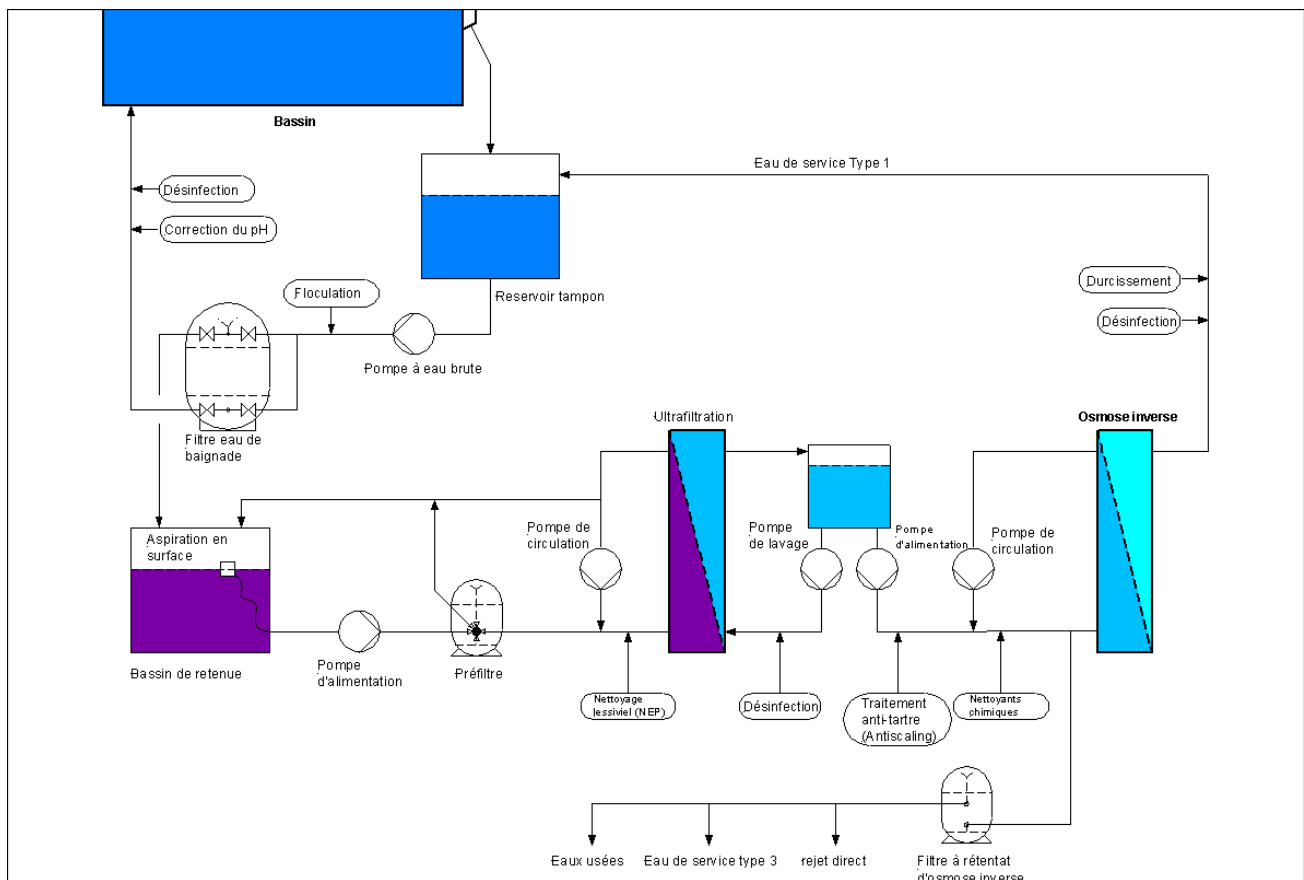 Bassin
Eau de service Type 1
Désinfection
Correction du pH
Floculation
Reservoir tampon
Durcissement
Désinfection
Pompe à eau brute
Filtre eau de
baignade
Ultrafiltration
Osmose inverse
Aspiration en
surface
Pompe de
circulation
Pompe
de lavage
Pompe
d'alimentation
Pompe de
circulation
Bassin de retenue
Pompe
d'alimentation
Préfiltre
Nettoyage
lessiviel (NEP)
Désinfection
Traitement
anti-tartre
(Antiscaling)
Nettoyants
chimiques
Eaux usées
Eau de service type 3
rejet direct
Filtre à rétentat
d'osmose inverse